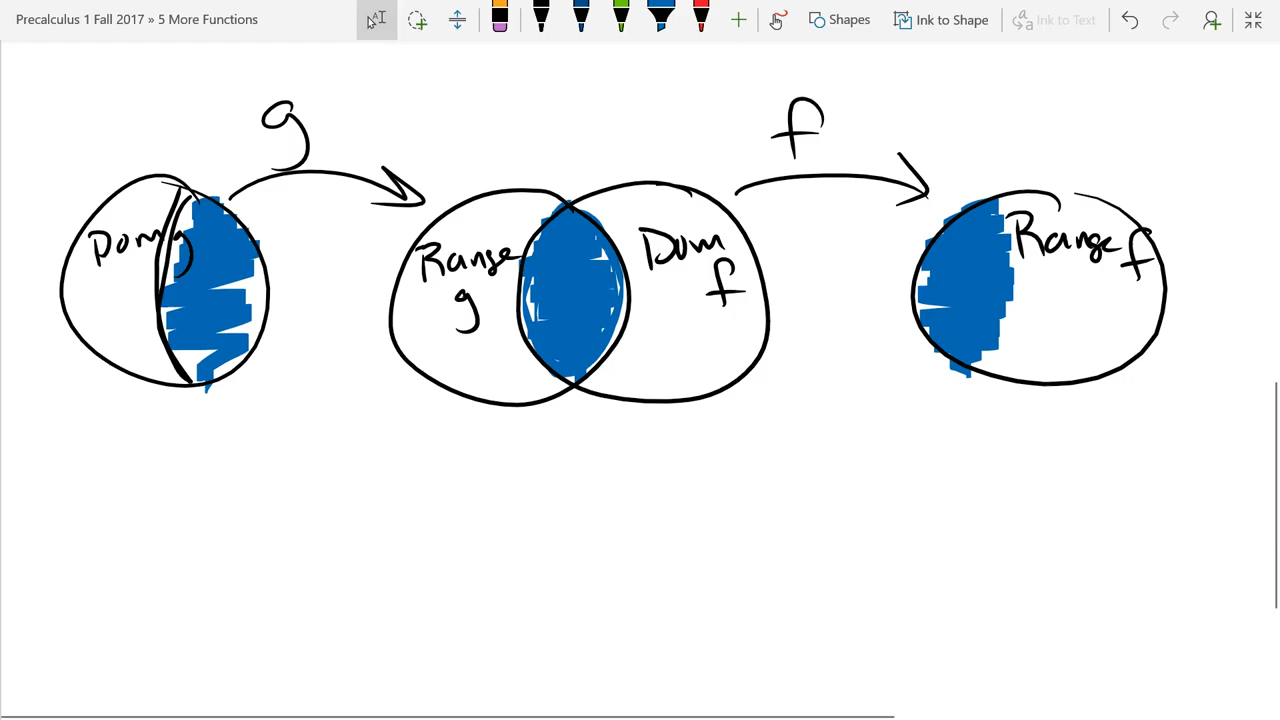 Precalculus 1 Fall 2017 » 5 More Functions
Shapes
Ink to Shape
Ink to Text
g
f
Dom g
Range
g
Dom
f
Range f